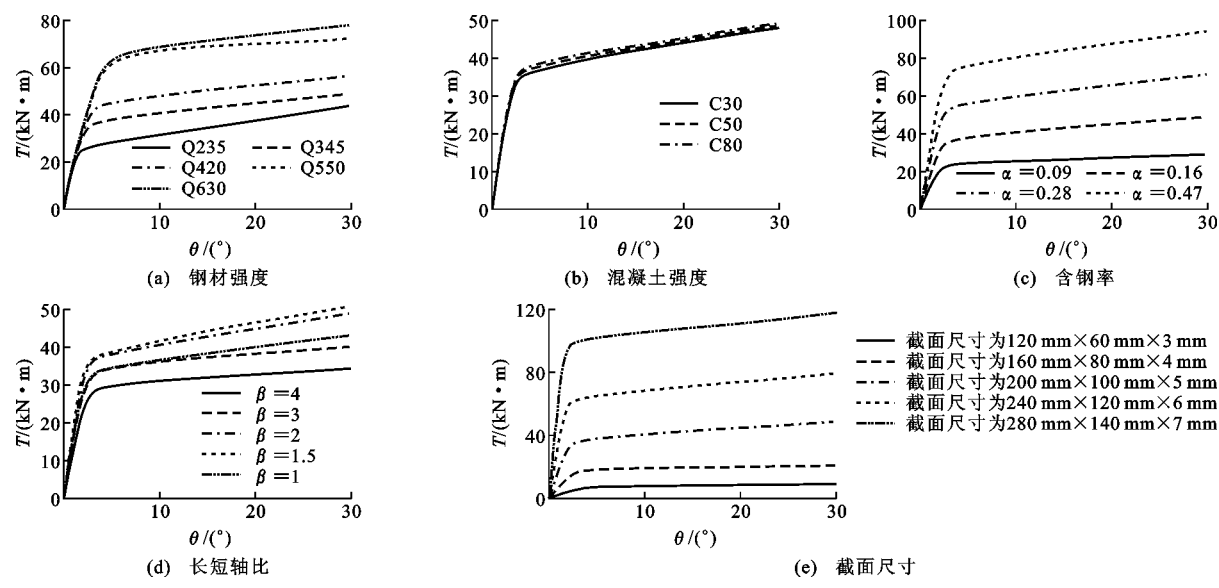 80
60
40
20
0
T/(kN·m)
Q235
Q345
Q420
Q550
Q630
10
20
30
θ/(°)
(a) 钢材强度
50
40
30
20
10
0
T/(kN·m)
C30
C50
C80
10
20
30
θ/(°)
(b) 混凝土强度
100
80
60
40
20
0
T/(kN·m)
α=0.09
α=0.16
α=0.28
α=0.47
10
20
30
θ/(°)
(c) 含钢率
50
40
30
20
10
0
T/(kN·m)
β=4
β=3
β=2
β=1.5
β=1
10
20
30
θ/(°)
(d) 长短轴比
120
80
40
0
T/(kN·m)
10
20
30
θ/(°)
截面尺寸为120 mm×60 mm×3 mm
截面尺寸为160 mm×80 mm×4 mm
截面尺寸为200 mm×100 mm×5 mm
截面尺寸为240 mm×120 mm×6 mm
截面尺寸为280 mm×140 mm×7 mm
(e) 截面尺寸